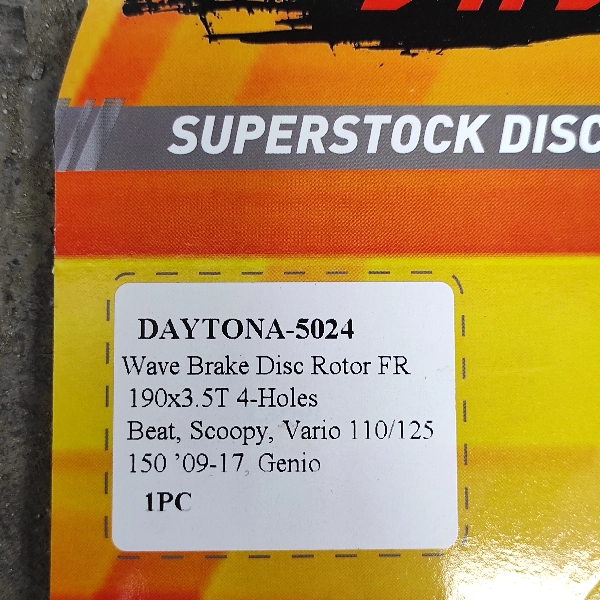 SUPERSTOCK DISC
DAYTONA-5024
Wave Brake Disc Rotor FR
190x3.5T 4-Holes
Beat, Scoopy, Vario 110/125
150 ’09-17, Genio
1PC